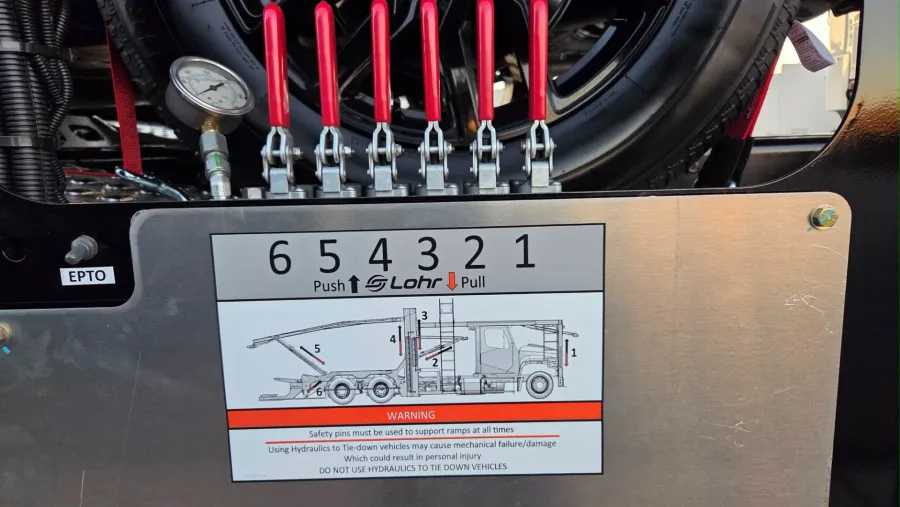 EPTO
6 5 4 3 2 1
Push Lohr Pull
3
4
5
2
1
6
WARNING
Safety pins must be used to support ramps at all times
Using Hydraulics to Tie-down vehicles may cause mechanical failure/damage
Which could result in personal injury
DO NOT USE HYDRAULICS TO TIE DOWN VEHICLES